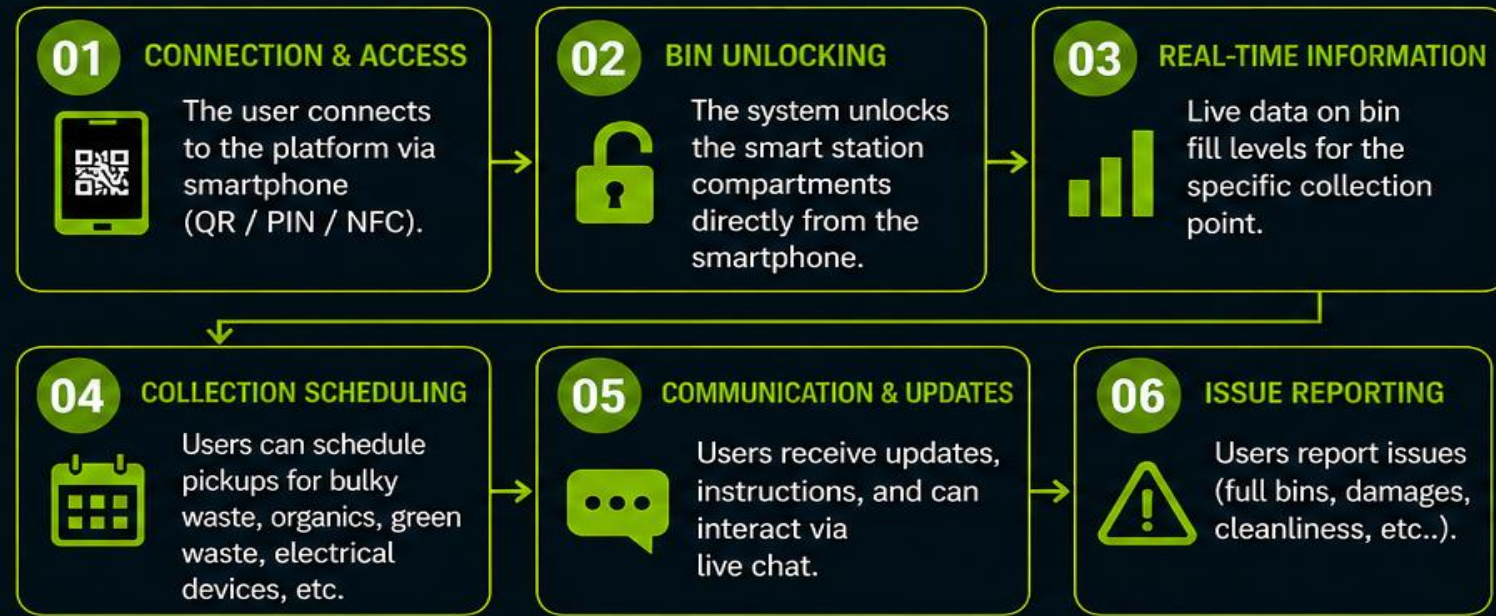 01
CONNECTION & ACCESS
The user connects
to the platform via
smartphone
(QR / PIN / NFC).
02
BIN UNLOCKING
The system unlocks
the smart station
compartments
directly from the
smartphone.
03
REAL-TIME INFORMATION
Live data on bin
fill levels for the
specific collection
point.
04
COLLECTION SCHEDULING
Users can schedule
pickups for bulky
waste, organics, green
waste, electrical
devices, etc.
05
COMMUNICATION & UPDATES
Users receive updates,
instructions, and can
interact via
live chat.
06
ISSUE REPORTING
Users report issues
(full bins, damages,
cleanliness, etc..).